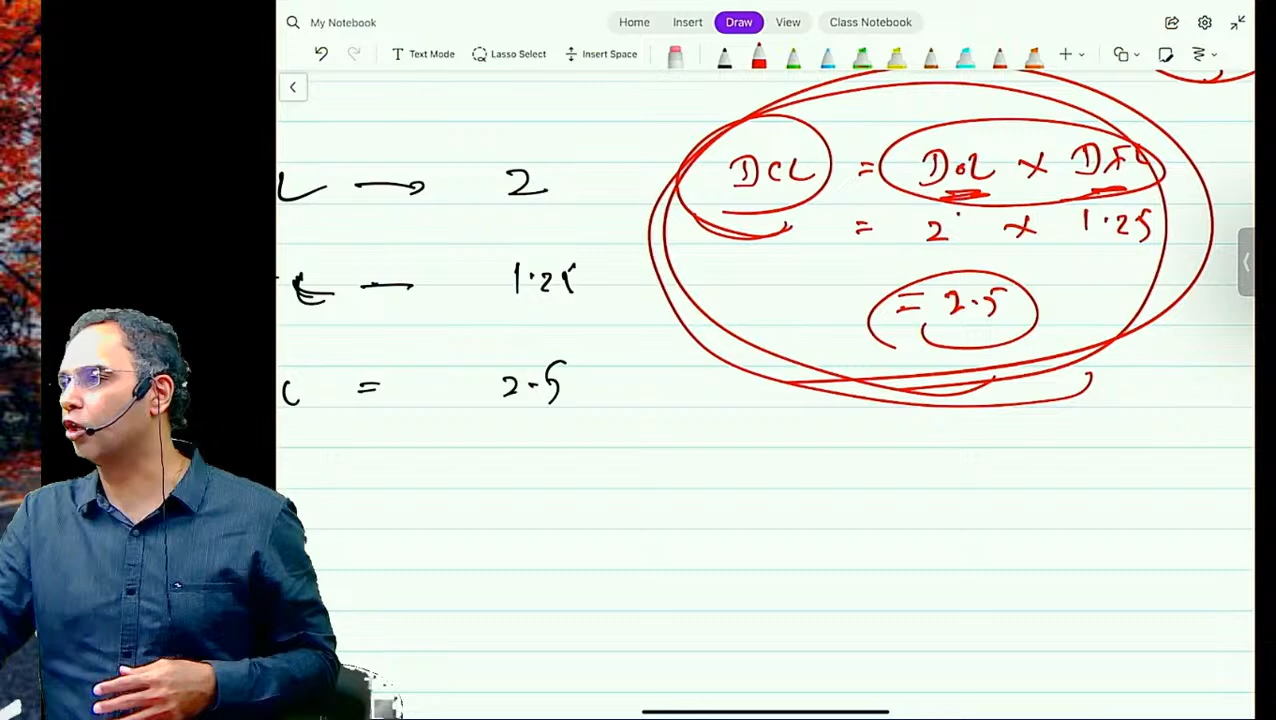 My Notebook
Home Insert Draw View Class Notebook
Text Mode Lasso Select Insert Space
DCL = DOL × DFL
= 2 × 1.25
= 2.5
L → 2
— 1.25
C = 2.5